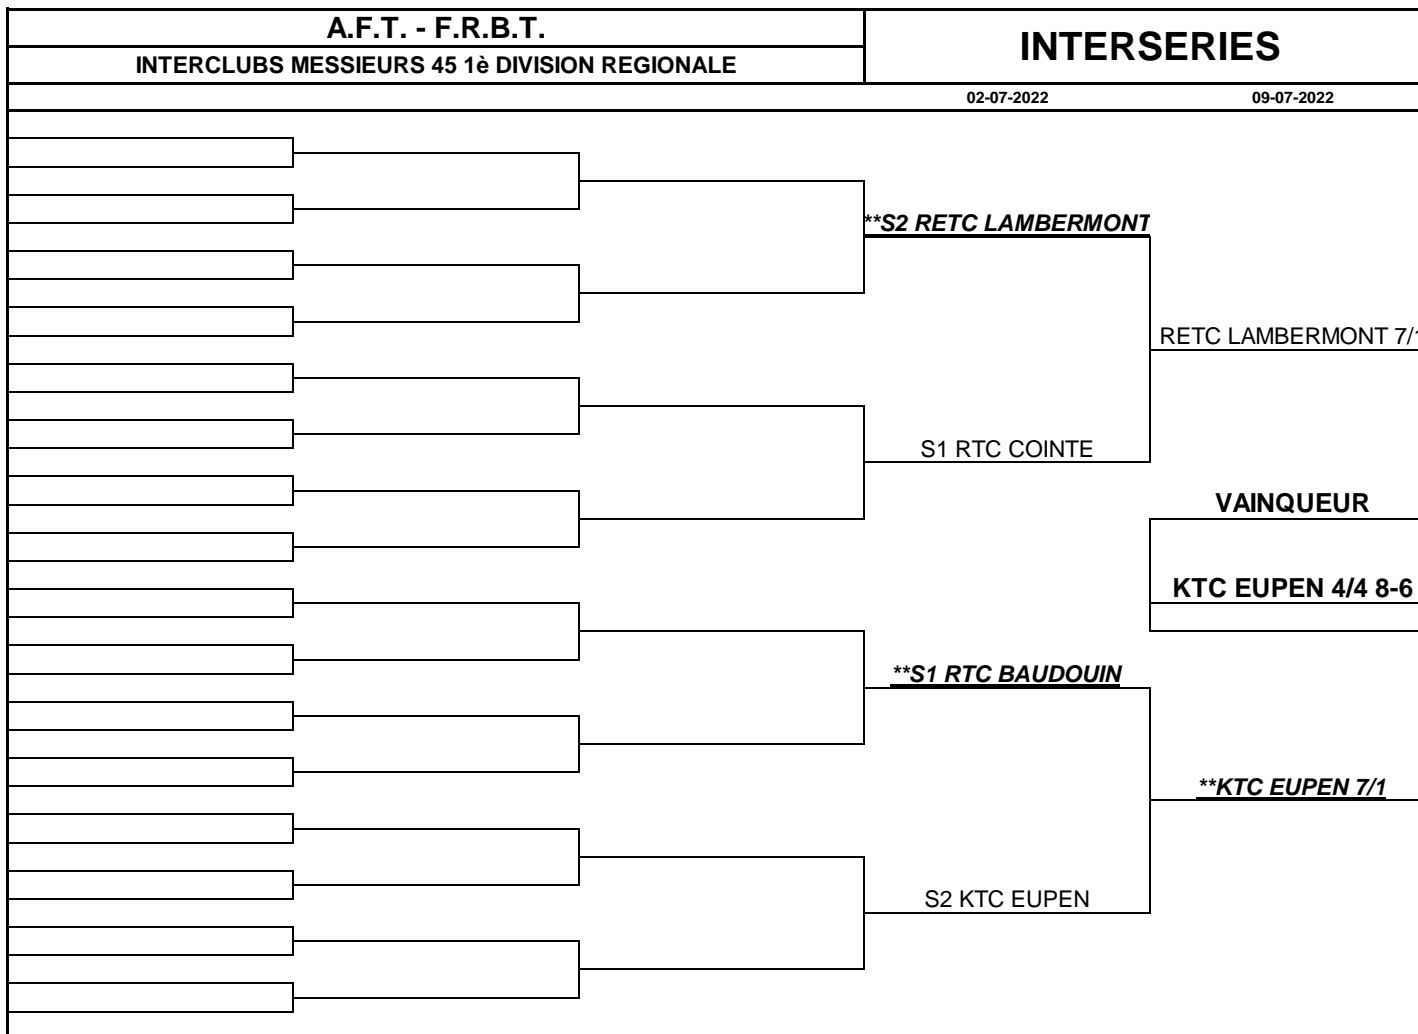 A.F.T. - F.R.B.T.
INTERCLUBS MESSIEURS 45 1è DIVISION REGIONALE
INTERSERIES
02-07-2022 09-07-2022
**S2 RETC LAMBERMONT
RETC LAMBERMONT 7/1
S1 RTC COINTE
VAINQUEUR
KTC EUPEN 4/4 8-6
**S1 RTC BAUDOUIN
**KTC EUPEN 7/1
S2 KTC EUPEN